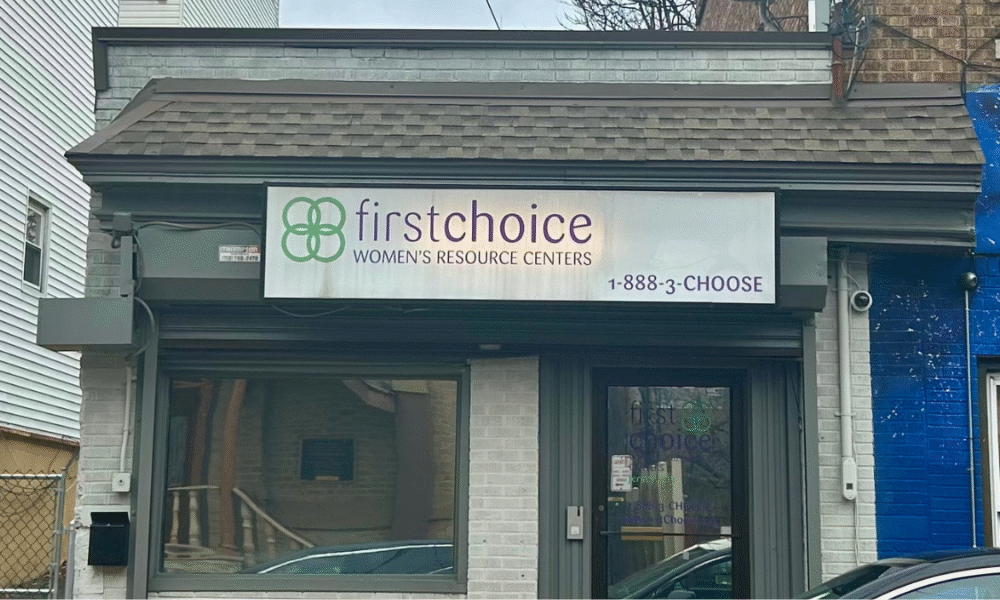 firstchoice
WOMEN'S RESOURCE CENTERS
1-888-3-CHOOSE
first
choice